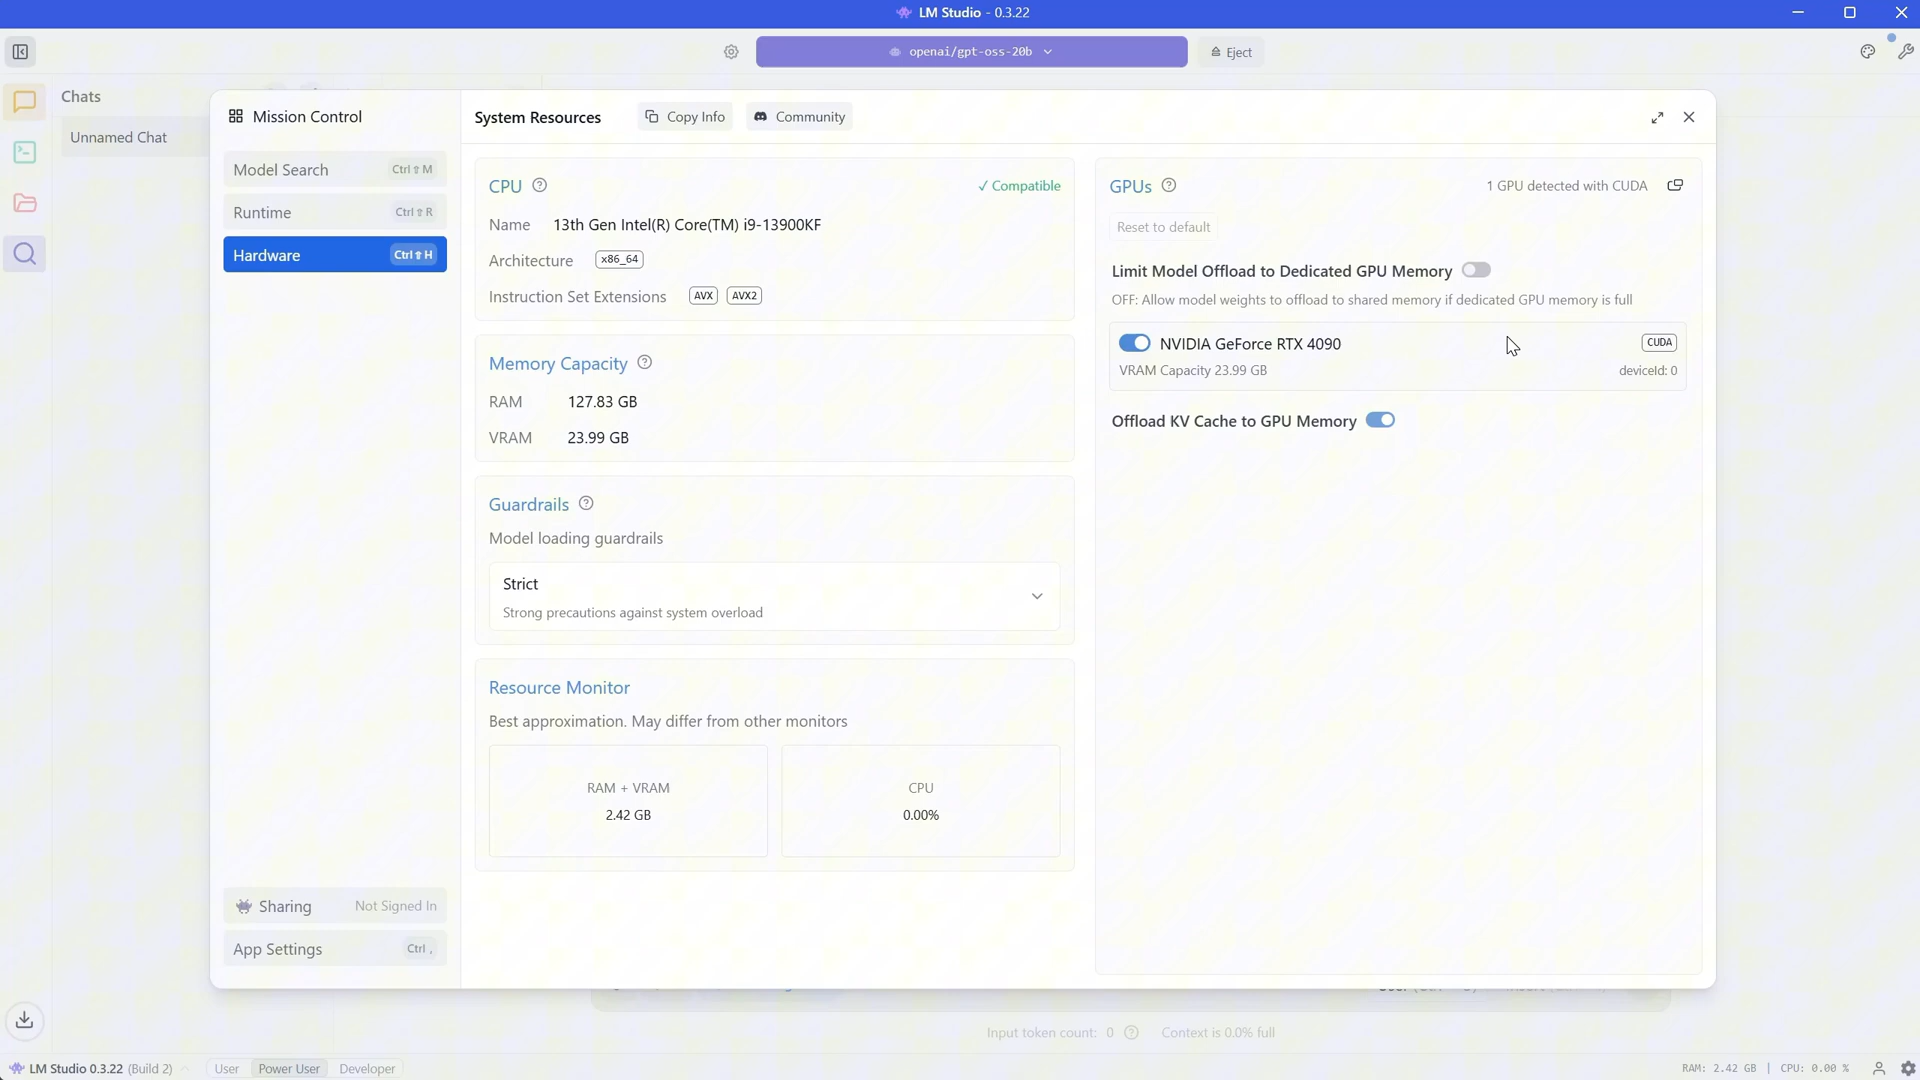 LM Studio - 0.3.22
openai/gpt-oss-20b
Eject
Chats
Unnamed Chat
Mission Control
Model Search Ctrl⇧M
Runtime Ctrl⇧R
Hardware Ctrl⇧H
Sharing Not Signed In
App Settings Ctrl ,
System Resources
Copy Info
Community
CPU
✓ Compatible
Name 13th Gen Intel(R) Core(TM) i9-13900KF
Architecture x86_64
Instruction Set Extensions AVX AVX2
Memory Capacity
RAM 127.83 GB
VRAM 23.99 GB
Guardrails
Model loading guardrails
Strict
Strong precautions against system overload
Resource Monitor
Best approximation. May differ from other monitors
RAM + VRAM
2.42 GB
CPU
0.00%
GPUs
1 GPU detected with CUDA
Reset to default
Limit Model Offload to Dedicated GPU Memory
OFF: Allow model weights to offload to shared memory if dedicated GPU memory is full
NVIDIA GeForce RTX 4090 CUDA
VRAM Capacity 23.99 GB deviceId: 0
Offload KV Cache to GPU Memory
Input token count: 0 Context is 0.0% full
LM Studio 0.3.22 (Build 2) User Power User Developer
RAM: 2.42 GB | CPU: 0.00 %